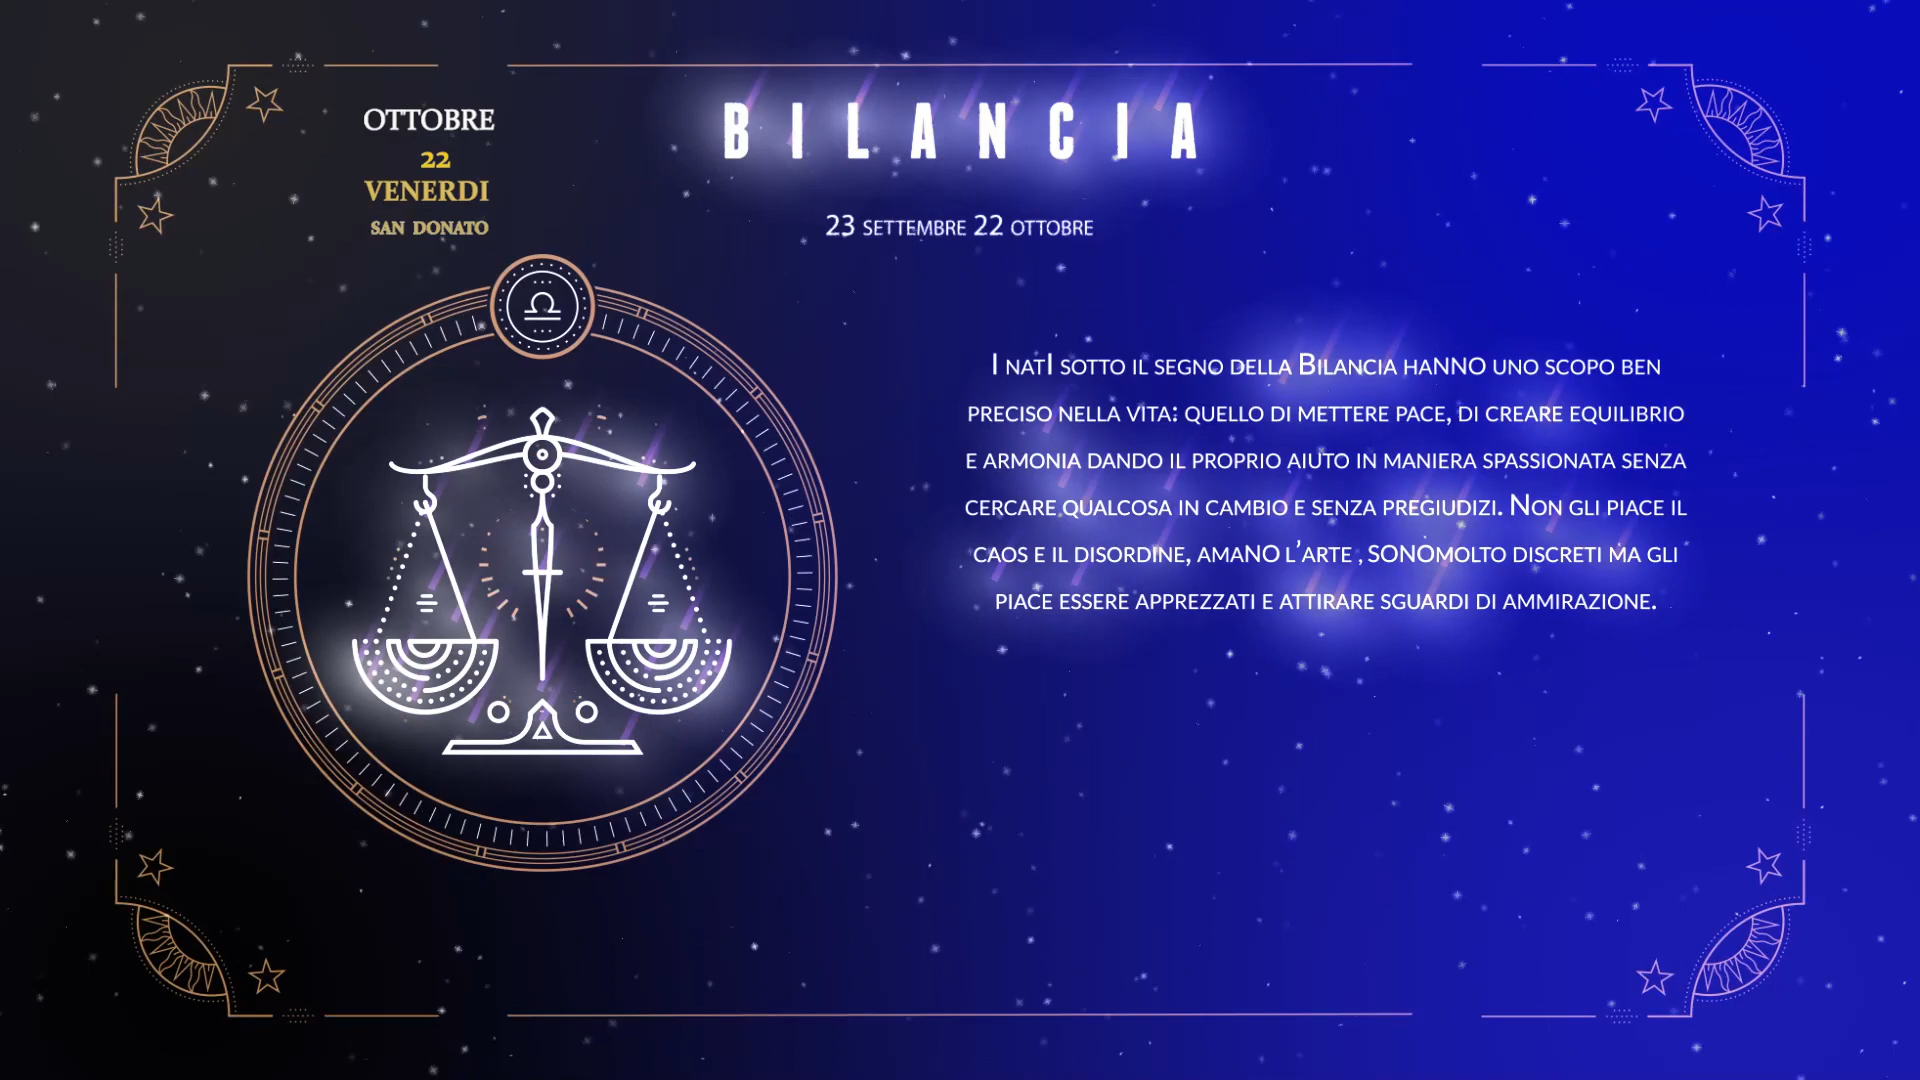 OTTOBRE
22
VENERDI
SAN DONATO
BILANCIA
23 SETTEMBRE 22 OTTOBRE
I NATI SOTTO IL SEGNO DELLA BILANCIA HANNO UNO SCOPO BEN
PRECISO NELLA VITA: QUELLO DI METTERE PACE, DI CREARE EQUILIBRIO
E ARMONIA DANDO IL PROPRIO AIUTO IN MANIERA SPASSIONATA SENZA
CERCARE QUALCOSA IN CAMBIO E SENZA PREGIUDIZI. NON GLI PIACE IL
CAOS E IL DISORDINE, AMANO L'ARTE , SONOMOLTO DISCRETI MA GLI
PIACE ESSERE APPREZZATI E ATTIRARE SGUARDI DI AMMIRAZIONE.